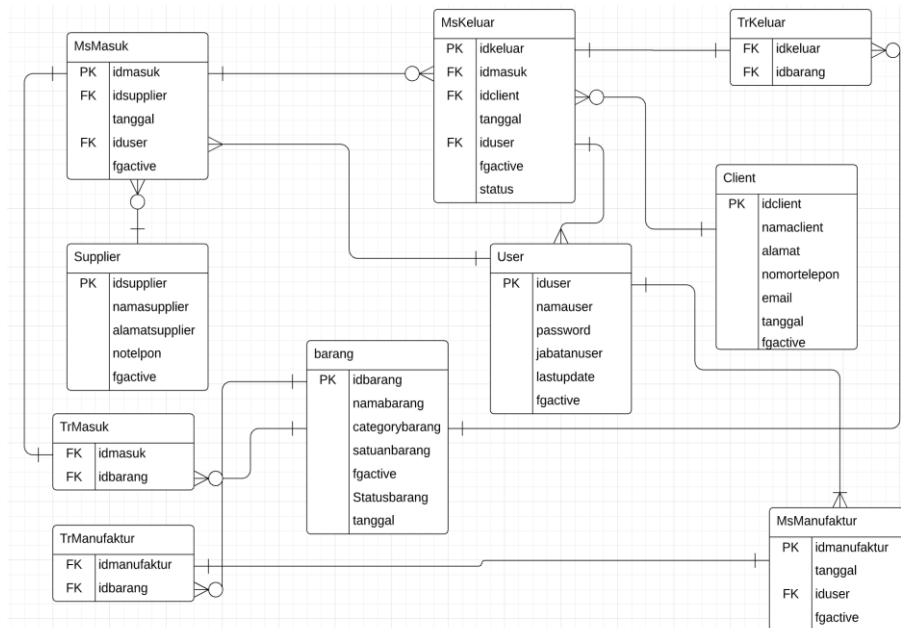 MsMasuk
PK idmasuk
FK idsupplier
tanggal
FK iduser
fgactive
MsKeluar
PK idkeluar
FK idmasuk
FK idclient
tanggal
FK iduser
fgactive
status
TrKeluar
FK idkeluar
FK idbarang
Client
PK idclient
namaclient
alamat
nomortelepon
email
tanggal
fgactive
Supplier
PK idsupplier
namasupplier
alamatsupplier
notelpon
fgactive
User
PK iduser
namauser
password
jabatanuser
lastupdate
fgactive
barang
PK idbarang
namabarang
categorybarang
satuanbarang
fgactive
Statusbarang
tanggal
TrMasuk
FK idmasuk
FK idbarang
TrManufaktur
FK idmanufaktur
FK idbarang
MsManufaktur
PK idmanufaktur
tanggal
FK iduser
fgactive